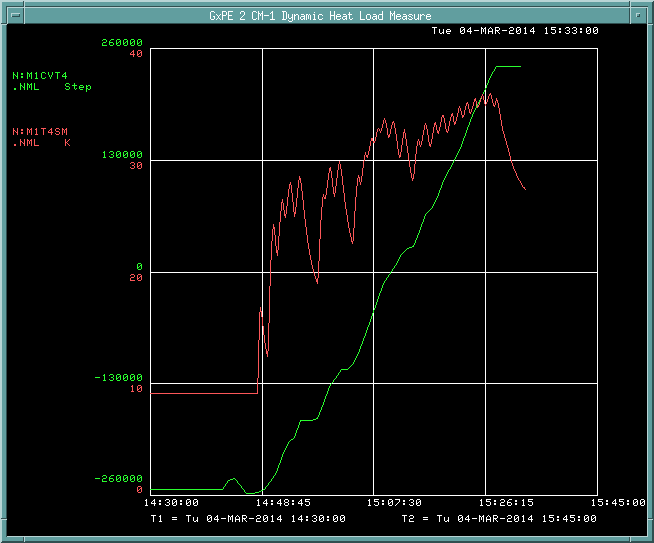 GxPE 2 CM-1 Dynamic Heat Load Measure
Tue 04-MAR-2014 15:33:00
260000
40
N:M1CVT4
.NML Step
N:M1T4SM
.NML K
130000
30
0
20
-130000
10
-260000
0
14:30:00 14:48:45 15:07:30 15:26:15 15:45:00
T1 = Tu 04-MAR-2014 14:30:00 T2 = Tu 04-MAR-2014 15:45:00